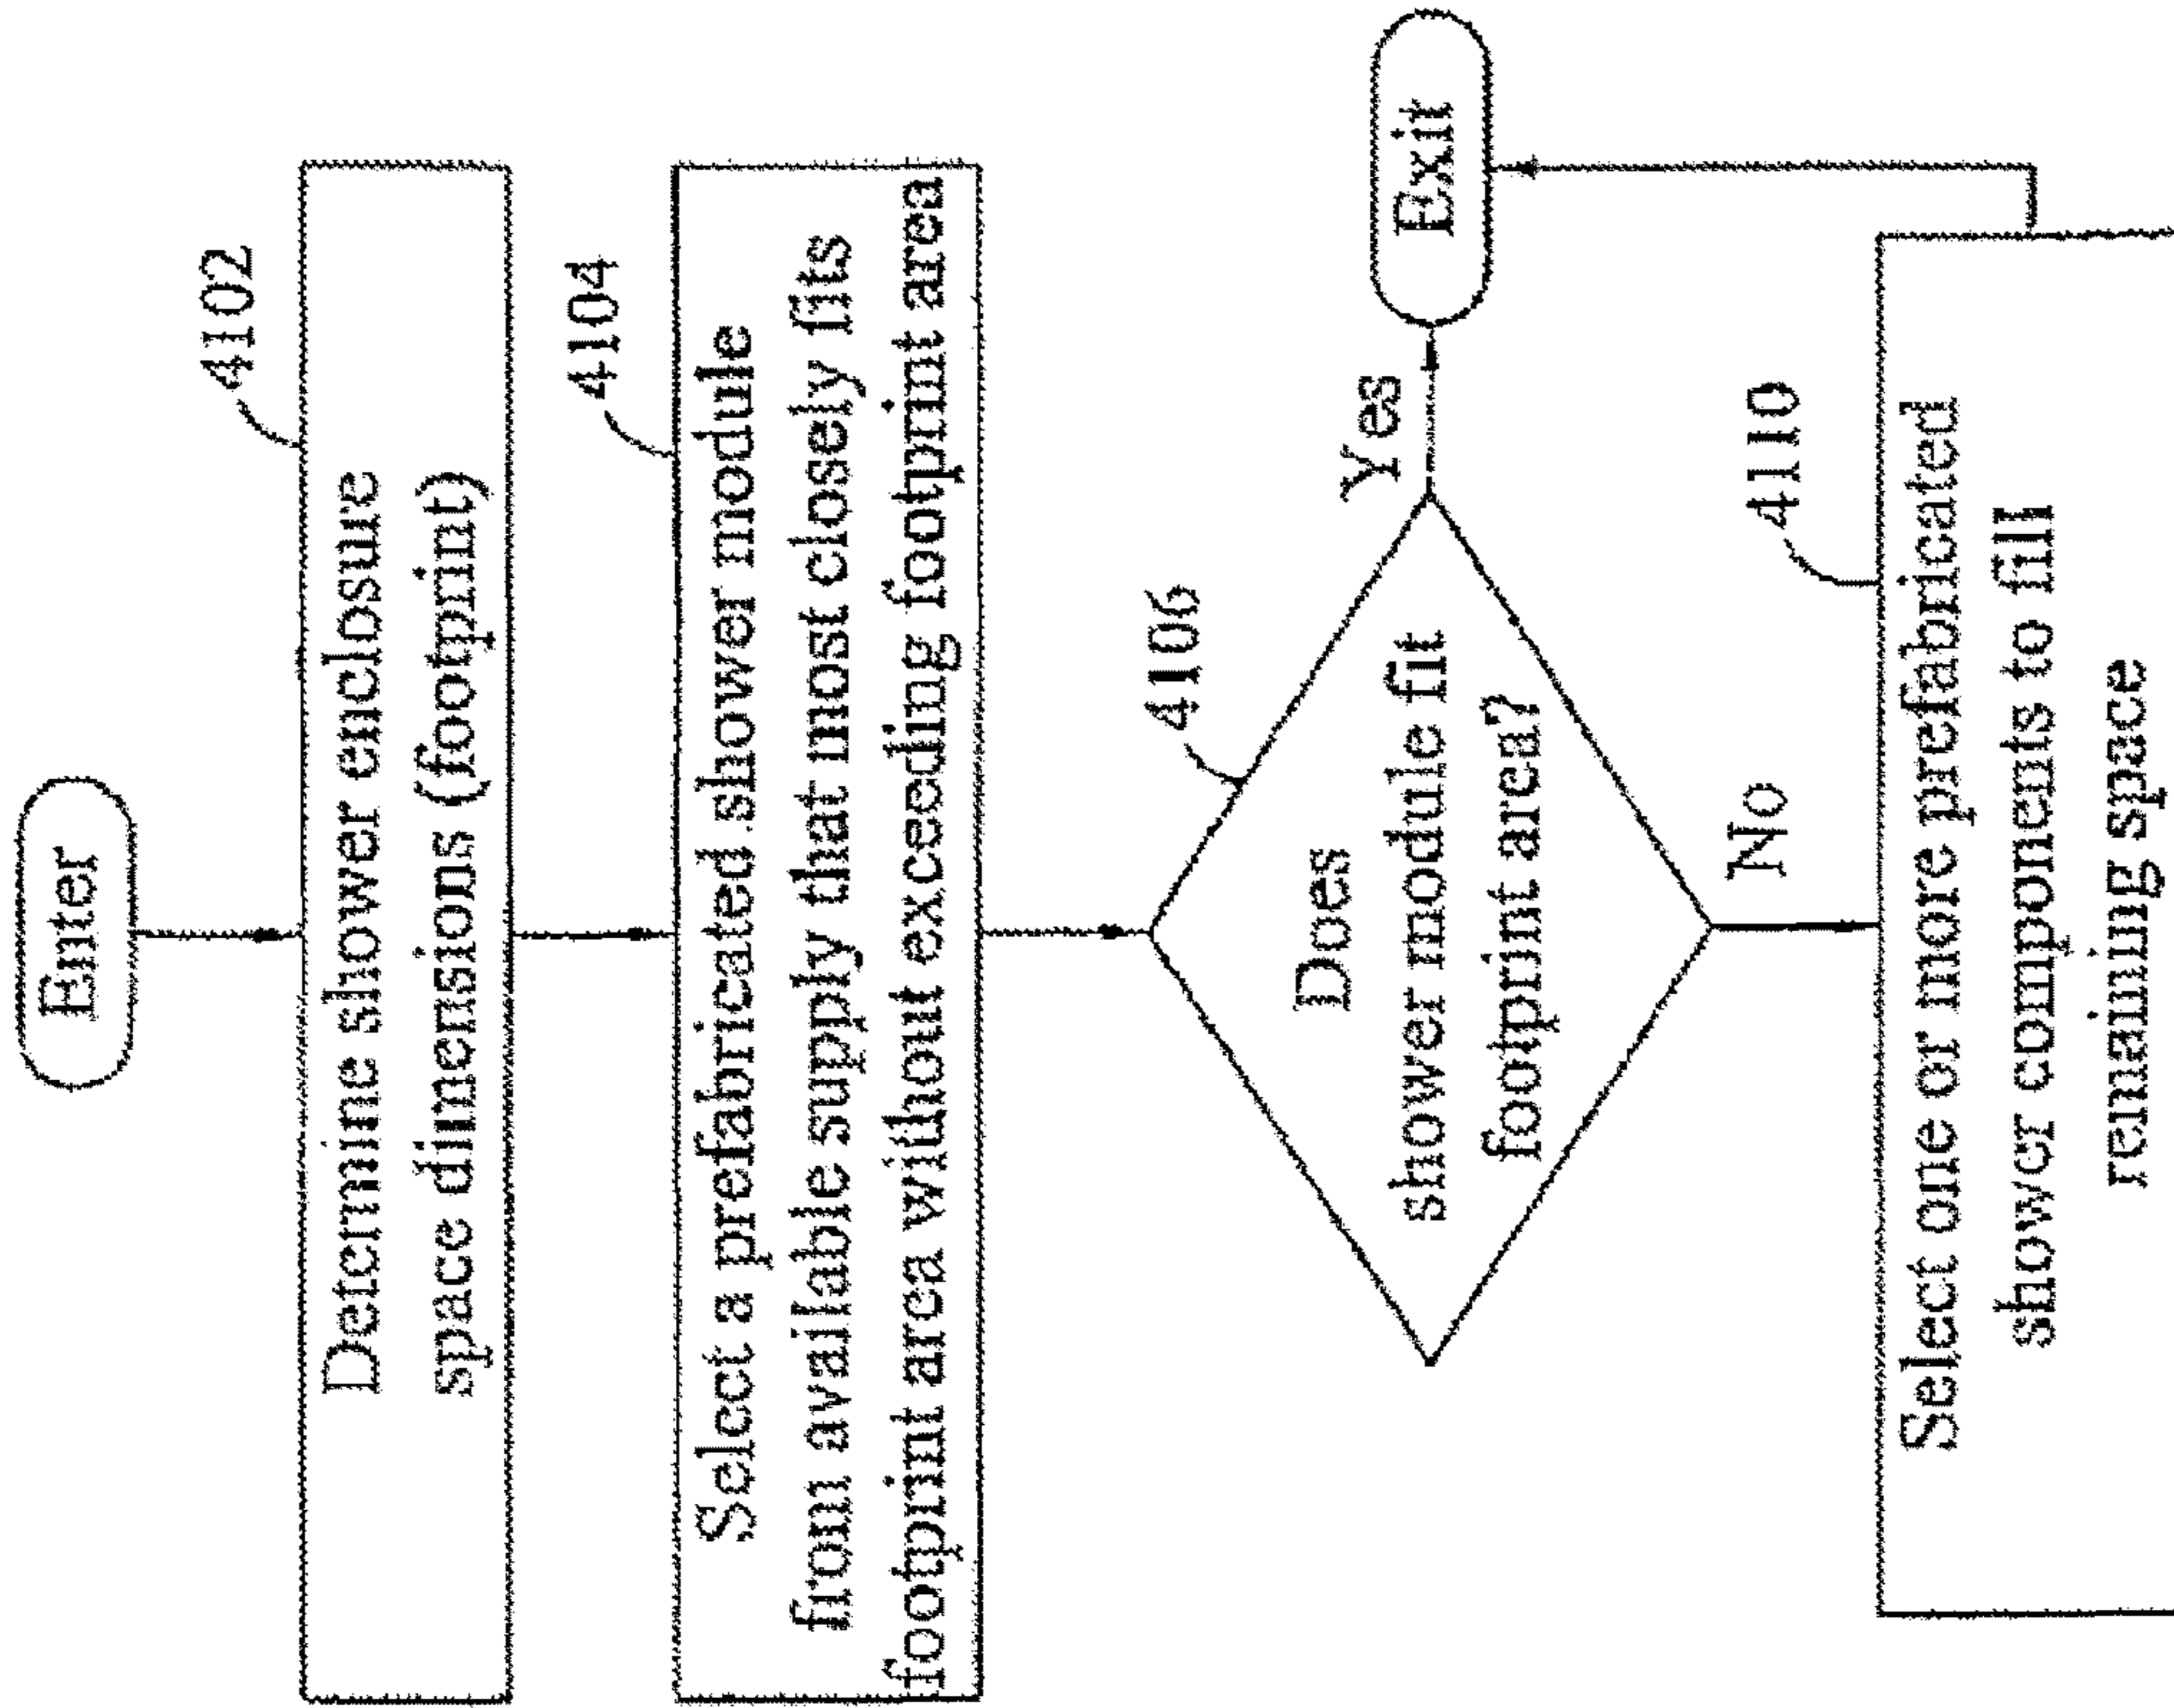 Enter
4102
Determine shower enclosure
space dimensions (footprint)
4104
Select a prefabricated shower module
from available supply that most closely fits
footprint area without exceeding footprint area
4106
Does
shower module fit
footprint area?
Yes
Exit
No
4110
Select one or more prefabricated
shower components to fill
remaining space